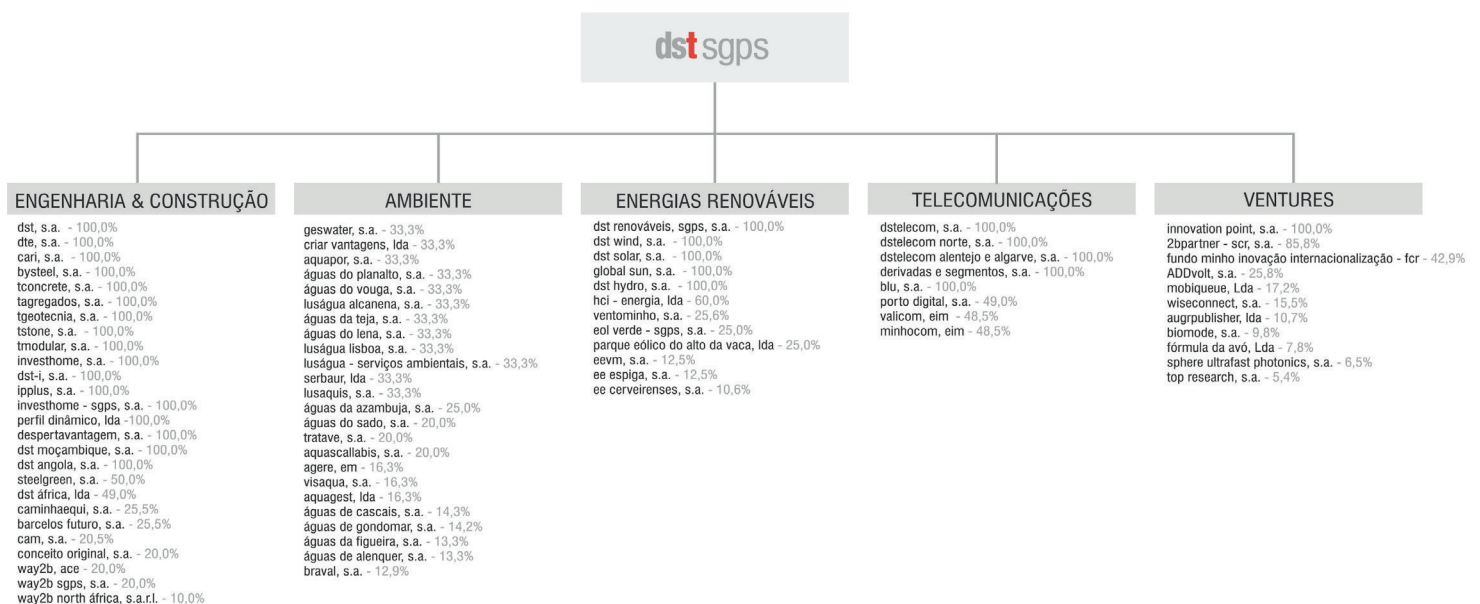 dst sgps
ENGENHARIA & CONSTRUÇÃO
dst, s.a. - 100,0%
dte, s.a. - 100,0%
cari, s.a. - 100,0%
bysteel, s.a. - 100,0%
tconcrete, s.a. - 100,0%
tagregados, s.a. - 100,0%
tgeotecnia, s.a. - 100,0%
tstone, s.a. - 100,0%
tmodular, s.a. - 100,0%
investhome, s.a. - 100,0%
dst-i, s.a. - 100,0%
ipplus, s.a. - 100,0%
investhome - sgps, s.a. - 100,0%
perfil dinâmico, lda -100,0%
despertavantagem, s.a. - 100,0%
dst moçambique, s.a. - 100,0%
dst angola, s.a. - 100,0%
steelgreen, s.a. - 50,0%
dst áfrica, lda - 49,0%
caminhaequi, s.a. - 25,5%
barcelos futuro, s.a. - 25,5%
cam, s.a. - 20,5%
conceito original, s.a. - 20,0%
way2b, ace - 20,0%
way2b sgps, s.a. - 20,0%
way2b north áfrica, s.a.r.l. - 10,0%
AMBIENTE
geswater, s.a. - 33,3%
criar vantagens, lda - 33,3%
aquapor, s.a. - 33,3%
águas do planalto, s.a. - 33,3%
águas do vouga, s.a. - 33,3%
luságua alcanena, s.a. - 33,3%
águas da teja, s.a. - 33,3%
águas do lena, s.a. - 33,3%
luságua lisboa, s.a. - 33,3%
luságua - serviços ambientais, s.a. - 33,3%
serbaur, lda - 33,3%
lusaquis, s.a. - 33,3%
águas da azambuja, s.a. - 25,0%
águas do sado, s.a. - 20,0%
tratave, s.a. - 20,0%
aquascallabis, s.a. - 20,0%
agere, em - 16,3%
visaqua, s.a. - 16,3%
aquagest, lda - 16,3%
águas de cascais, s.a. - 14,3%
águas de gondomar, s.a. - 14,2%
águas da figueira, s.a. - 13,3%
águas de alenquer, s.a. - 13,3%
braval, s.a. - 12,9%
ENERGIAS RENOVÁVEIS
dst renováveis, sgps, s.a. - 100,0%
dst wind, s.a. - 100,0%
dst solar, s.a. - 100,0%
global sun, s.a. - 100,0%
dst hydro, s.a. - 100,0%
hci - energia, lda - 60,0%
ventominho, s.a. - 25,6%
eol verde - sgps, s.a. - 25,0%
parque eólico do alto da vaca, lda - 25,0%
eevm, s.a. - 12,5%
ee espiga, s.a. - 12,5%
ee cerveirenses, s.a. - 10,6%
TELECOMUNICAÇÕES
dstelecom, s.a. - 100,0%
dstelecom norte, s.a. - 100,0%
dstelecom alentejo e algarve, s.a. - 100,0%
derivadas e segmentos, s.a. - 100,0%
blu, s.a. - 100,0%
porto digital, s.a. - 49,0%
valicom, eim - 48,5%
minhocom, eim - 48,5%
VENTURES
innovation point, s.a. - 100,0%
2bpartner - scr, s.a. - 85,8%
fundo minho inovação internacionalização - fcr - 42,9%
ADDvolt, s.a. - 25,8%
mobiqueue, Lda - 17,2%
wiseconnect, s.a. - 15,5%
augrpublisher, lda - 10,7%
biomode, s.a. - 9,8%
fórmula da avó, Lda - 7,8%
sphere ultrafast photonics, s.a. - 6,5%
top research, s.a. - 5,4%